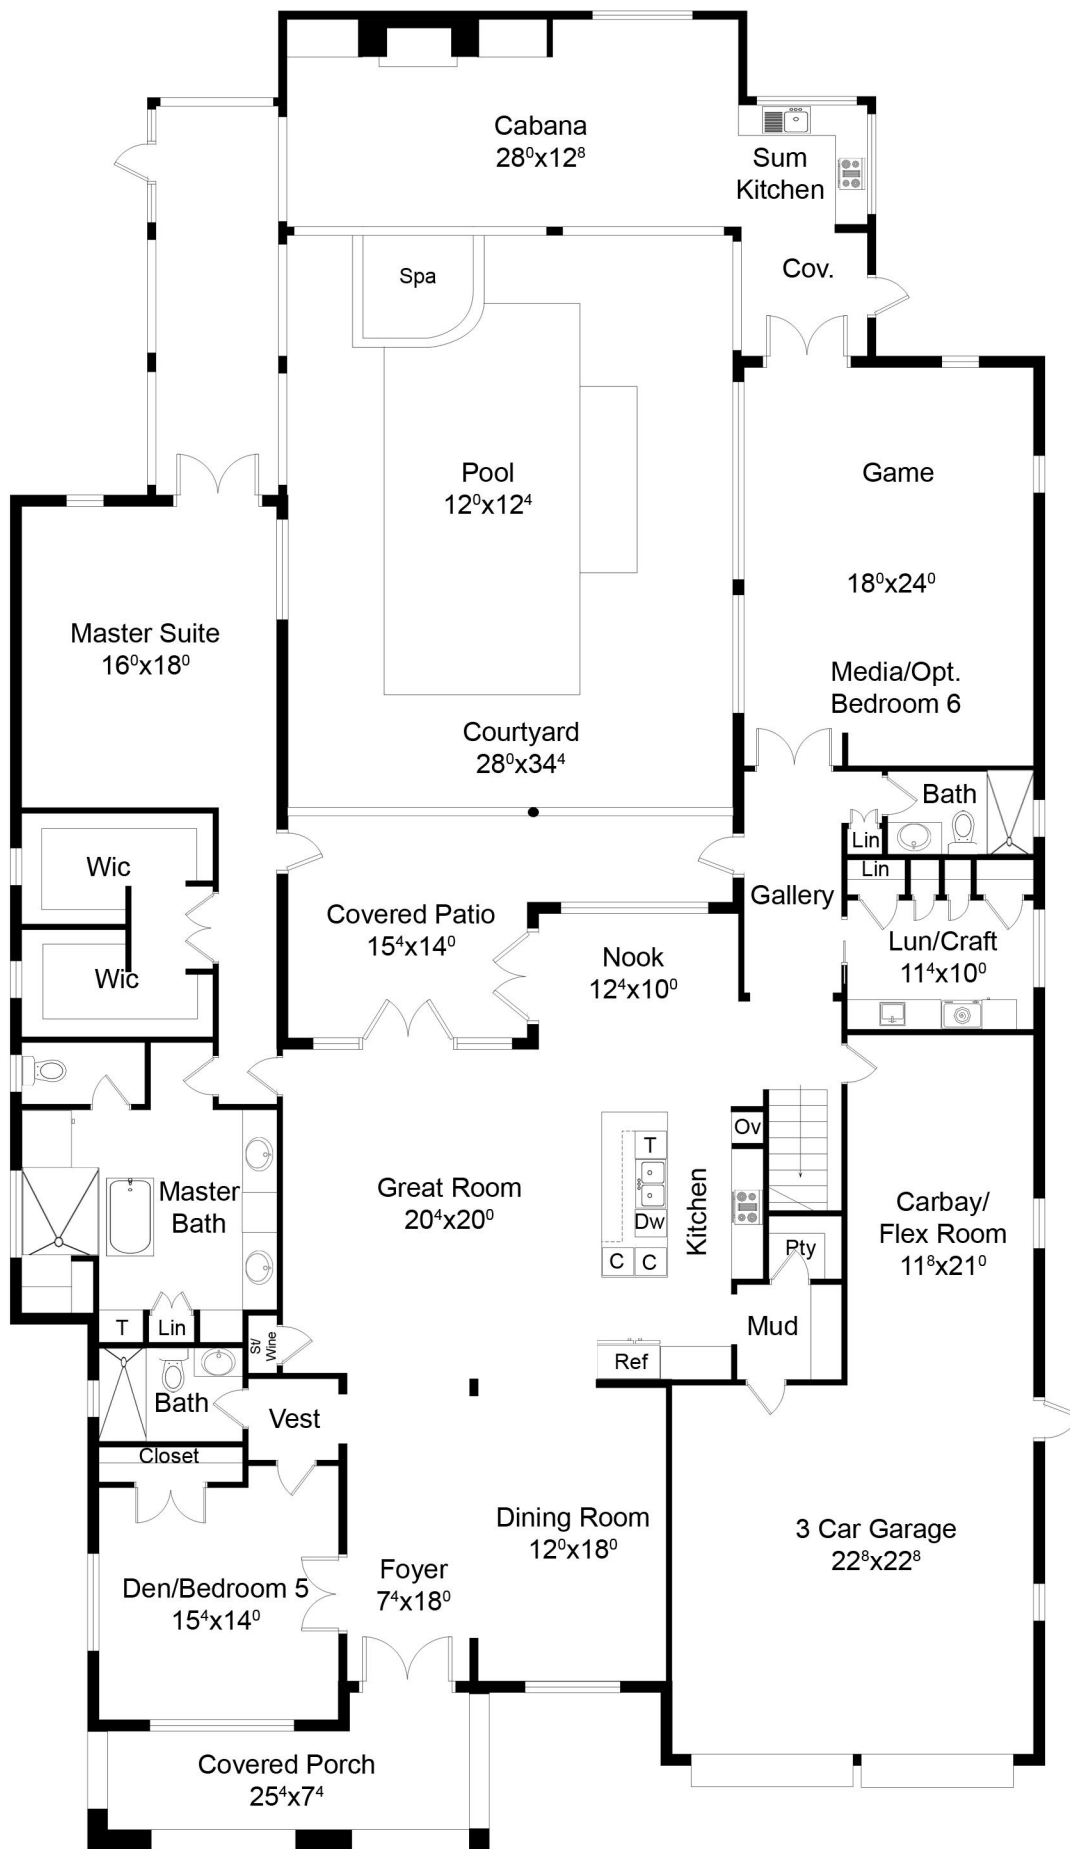 Cabana
28⁰x12⁸
Sum
Kitchen
Cov.
Spa
Pool
12⁰x12⁴
Game
18⁰x24⁰
Media/Opt.
Bedroom 6
Master Suite
16⁰x18⁰
Courtyard
28⁰x34⁴
Bath
Lin
Lin
Wic
Gallery
Covered Patio
15⁴x14⁰
Lun/Craft
11⁴x10⁰
Nook
12⁴x10⁰
Wic
Ov
T
Dw
C C
Kitchen
Great Room
20⁴x20⁰
Master
Bath
Carbay/
Flex Room
11⁸x21⁰
Pty
Mud
T
Lin
St/
Wine
Ref
Bath
Vest
Closet
Dining Room
12⁰x18⁰
3 Car Garage
22⁸x22⁸
Foyer
7⁴x18⁰
Den/Bedroom 5
15⁴x14⁰
Covered Porch
25⁴x7⁴